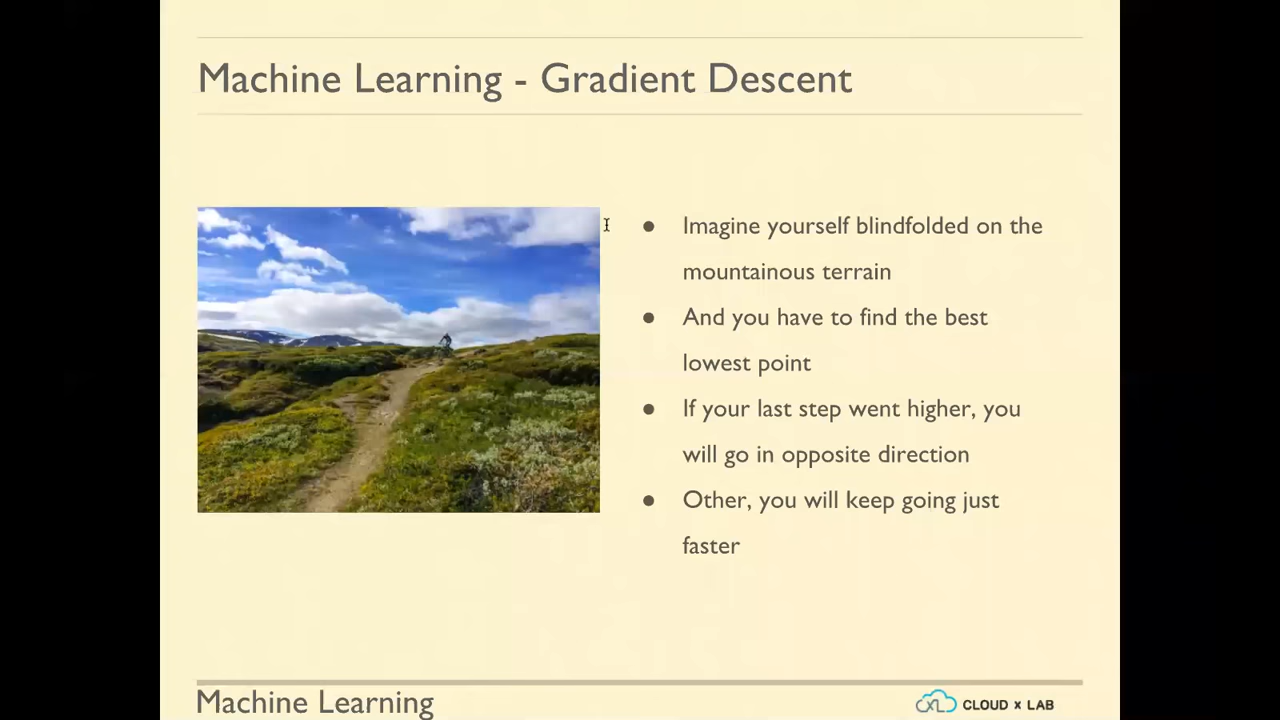 Machine Learning - Gradient Descent
● Imagine yourself blindfolded on the
mountainous terrain
● And you have to find the best
lowest point
● If your last step went higher, you
will go in opposite direction
● Other, you will keep going just
faster
Machine Learning
CLOUD x LAB